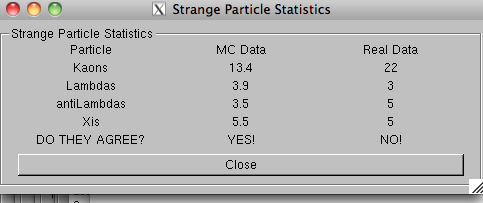 Strange Particle Statistics
Strange Particle Statistics
Particle MC Data Real Data
Kaons 13.4 22
Lambdas 3.9 3
antiLambdas 3.5 5
Xis 5.5 5
DO THEY AGREE? YES! NO!
Close